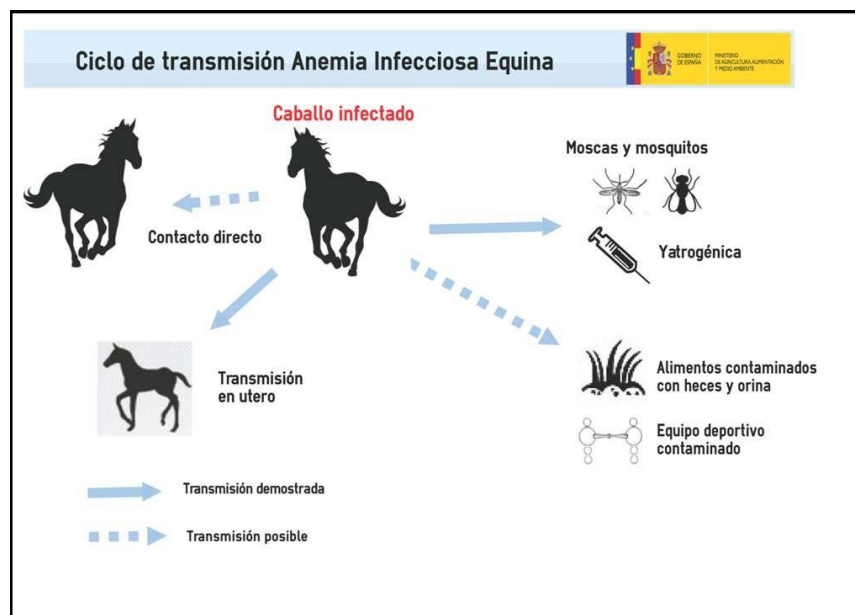 Ciclo de transmisión Anemia Infecciosa Equina
GOBIERNO
DE ESPAÑA
MINISTERIO
DE AGRICULTURA, ALIMENTACIÓN
Y MEDIO AMBIENTE
Caballo infectado
Moscas y mosquitos
Contacto directo
Yatrogénica
Transmisión
en utero
Alimentos contaminados
con heces y orina
Equipo deportivo
contaminado
Transmisión demostrada
Transmisión posible